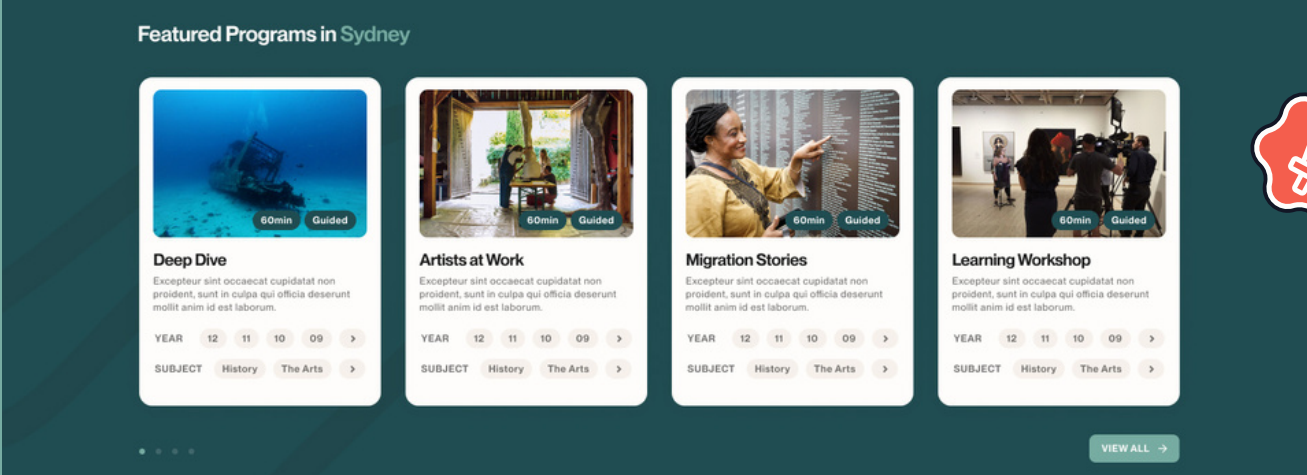 Featured Programs in Sydney
60min Guided
Deep Dive
Excepteur sint occaecat cupidatat non
proident, sunt in culpa qui officia deserunt
mollit anim id est laborum.
YEAR 12 11 10 09 >
SUBJECT History The Arts >
60min Guided
Artists at Work
Excepteur sint occaecat cupidatat non
proident, sunt in culpa qui officia deserunt
mollit anim id est laborum.
YEAR 12 11 10 09 >
SUBJECT History The Arts >
60min Guided
Migration Stories
Excepteur sint occaecat cupidatat non
proident, sunt in culpa qui officia deserunt
mollit anim id est laborum.
YEAR 12 11 10 09 >
SUBJECT History The Arts >
60min Guided
Learning Workshop
Excepteur sint occaecat cupidatat non
proident, sunt in culpa qui officia deserunt
mollit anim id est laborum.
YEAR 12 11 10 09 >
SUBJECT History The Arts >
VIEW ALL →